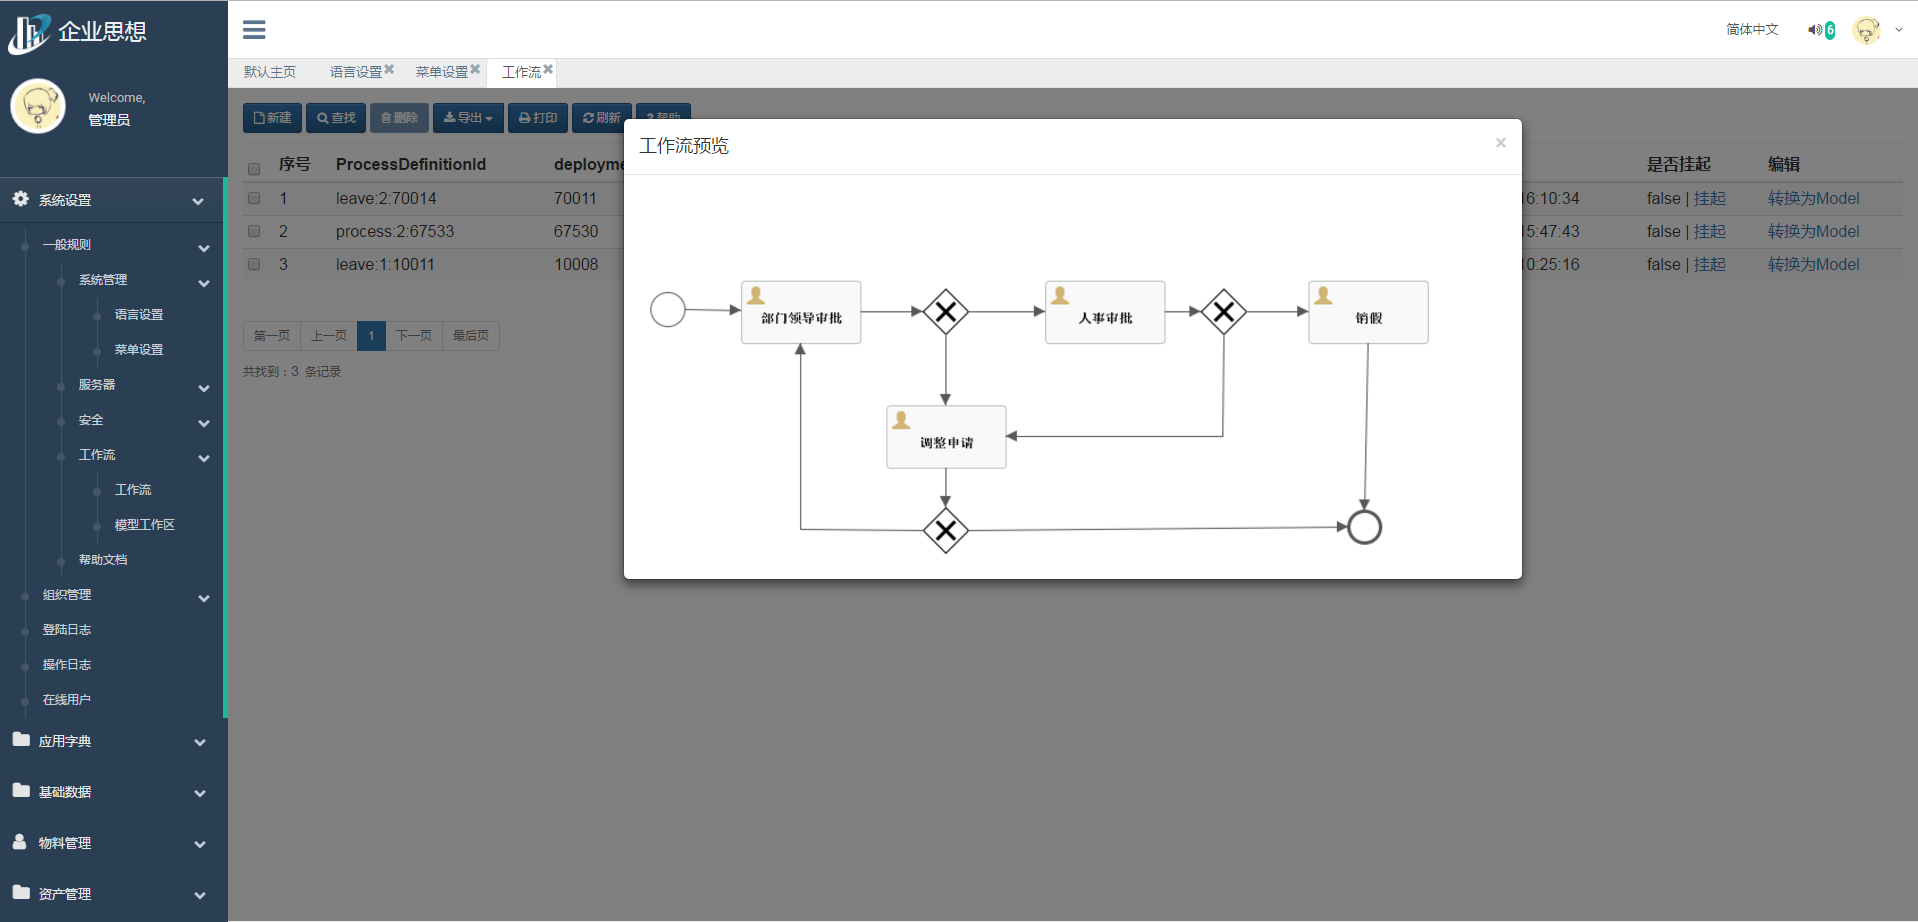 企业思想
Welcome,
管理员
系统设置
一般规则
系统管理
语言设置
菜单设置
服务器
安全
工作流
工作流
模型工作区
帮助文档
组织管理
登陆日志
操作日志
在线用户
应用字典
基础数据
物料管理
资产管理
简体中文 6
默认主页 语言设置 菜单设置 工作流
新建 查找 删除 导出 打印 刷新 帮助
序号 ProcessDefinitionId deployme 是否挂起 编辑
1 leave:2:70014 70011 16:10:34 false | 挂起 转换为Model
2 process:2:67533 67530 15:47:43 false | 挂起 转换为Model
3 leave:1:10011 10008 10:25:16 false | 挂起 转换为Model
第一页 上一页 1 下一页 最后页
共找到：3 条记录
工作流预览 ×
部门领导审批 人事审批 销假
调整申请